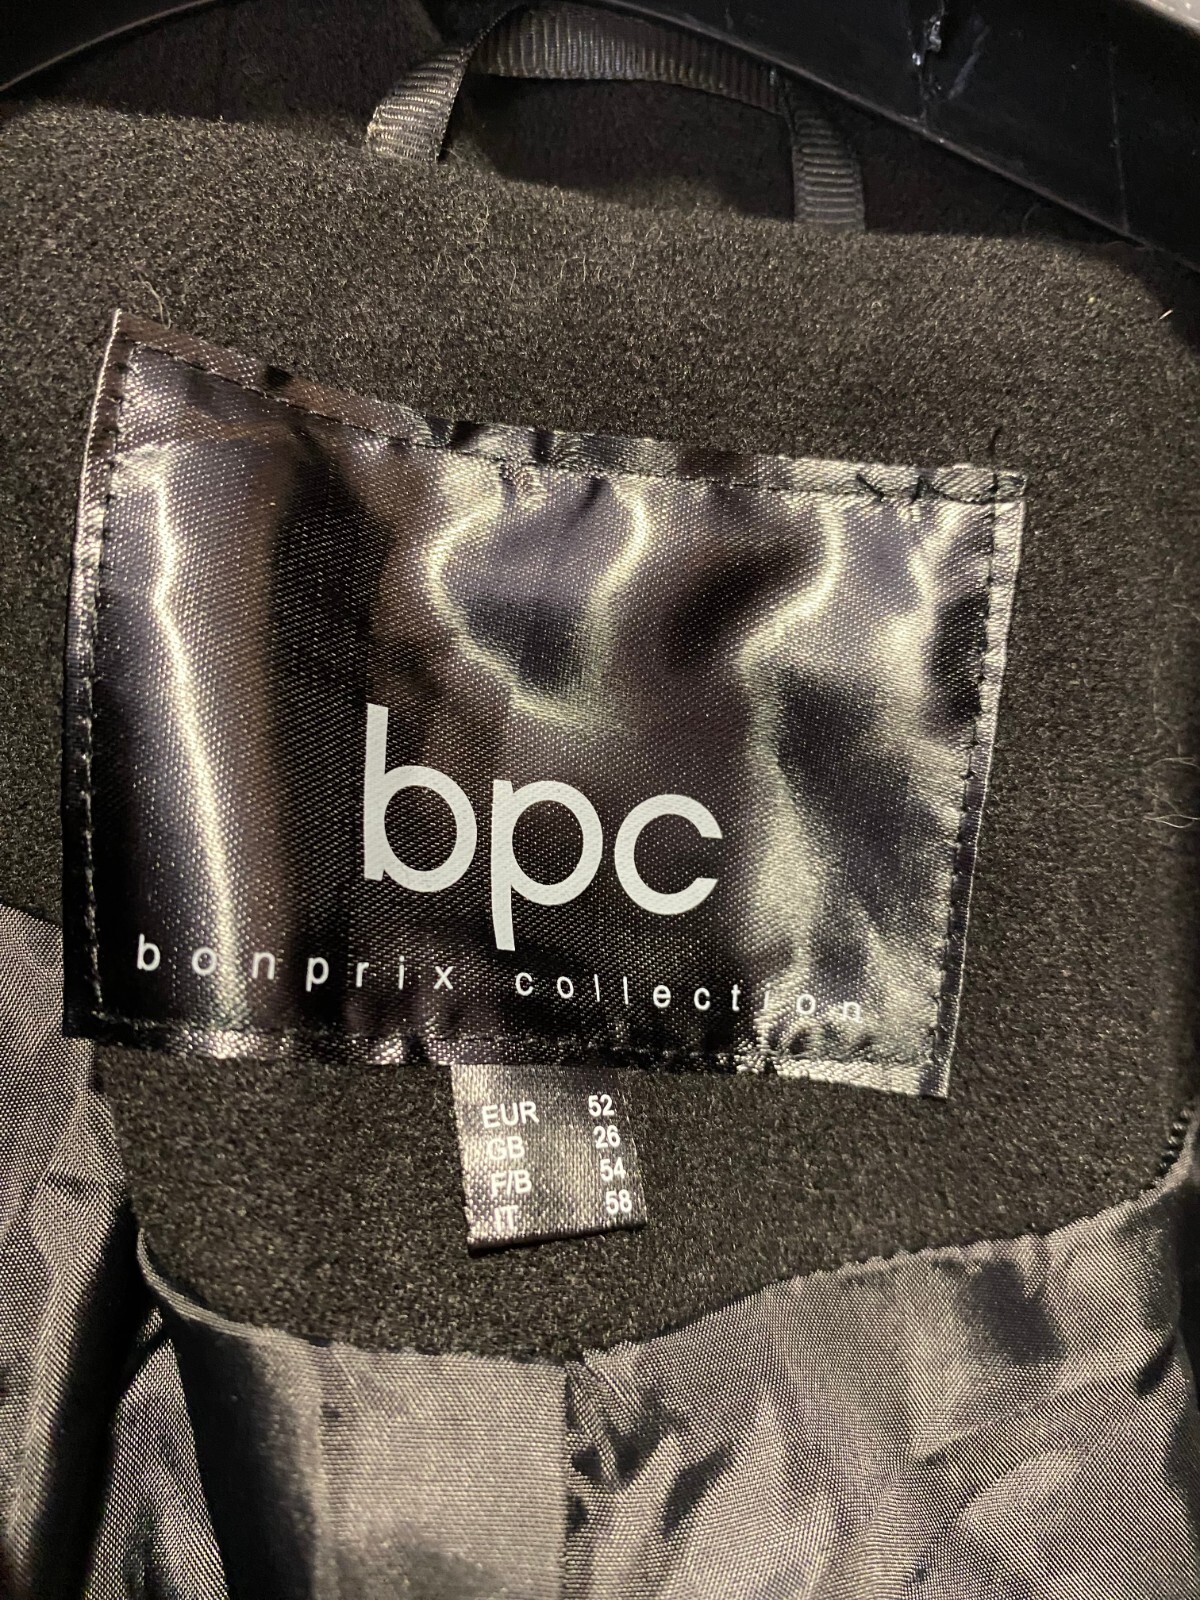 bpc
bonprix collection
EUR 52
GB 26
F/B 54
IT 58